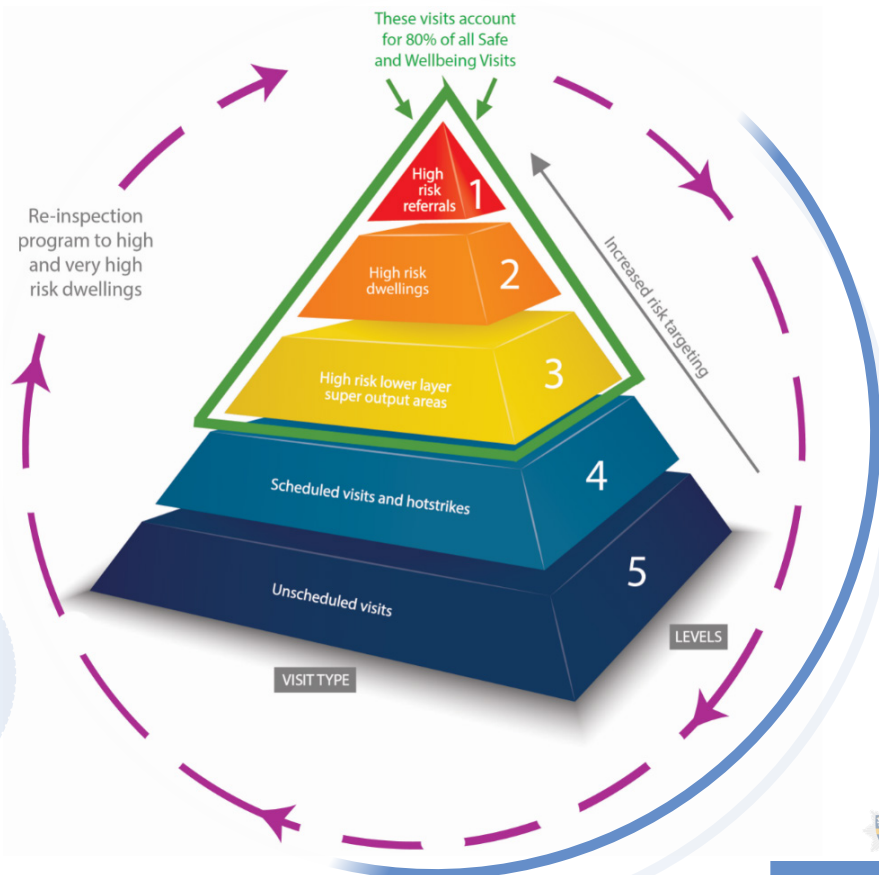 These visits account
for 80% of all Safe
and Wellbeing Visits
Re-inspection
program to high
and very high
risk dwellings
Increased risk targeting
High
risk
referrals
1
High risk
dwellings
2
High risk lower layer
super output areas
3
Scheduled visits and hotstrikes
4
Unscheduled visits
5
LEVELS
VISIT TYPE